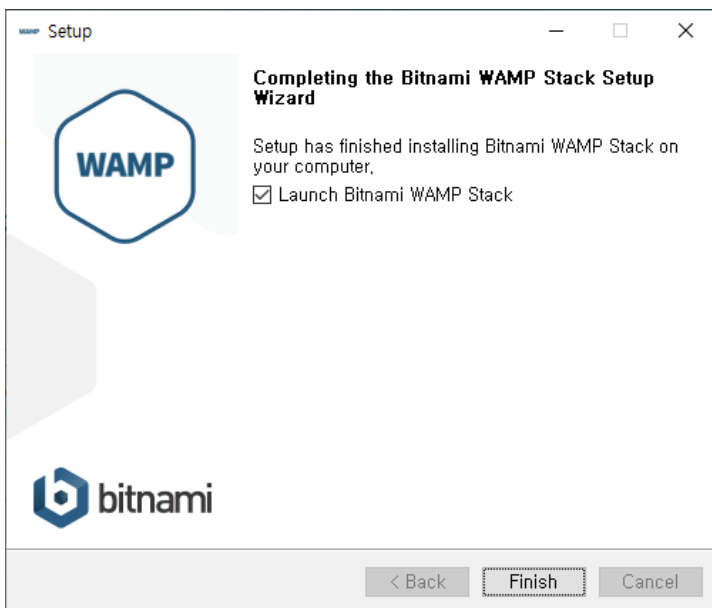 WAMP Setup
Completing the Bitnami WAMP Stack Setup
Wizard
WAMP
Setup has finished installing Bitnami WAMP Stack on
your computer,
Launch Bitnami WAMP Stack
bitnami
< Back
Finish
Cancel